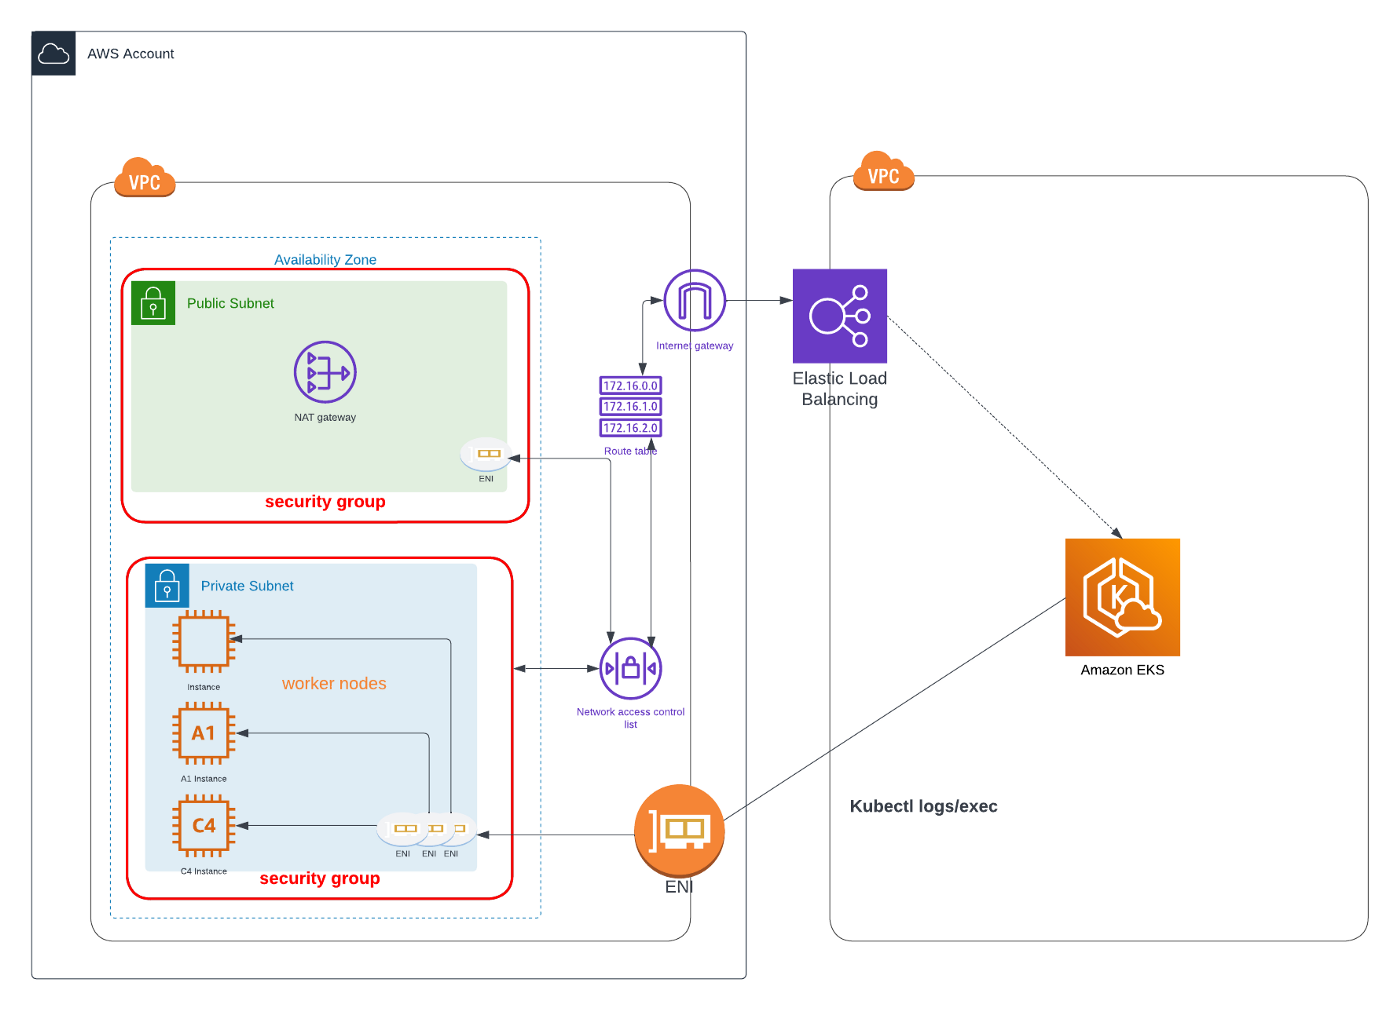 AWS Account
VPC
VPC
Availability Zone
Public Subnet
NAT gateway
ENI
security group
Internet gateway
172.16.0.0
172.16.1.0
172.16.2.0
Route table
Elastic Load
Balancing
Private Subnet
Instance
worker nodes
A1
A1 Instance
C4
C4 Instance
ENI
ENI
ENI
security group
Network access control
list
ENI
K
Amazon EKS
Kubectl logs/exec